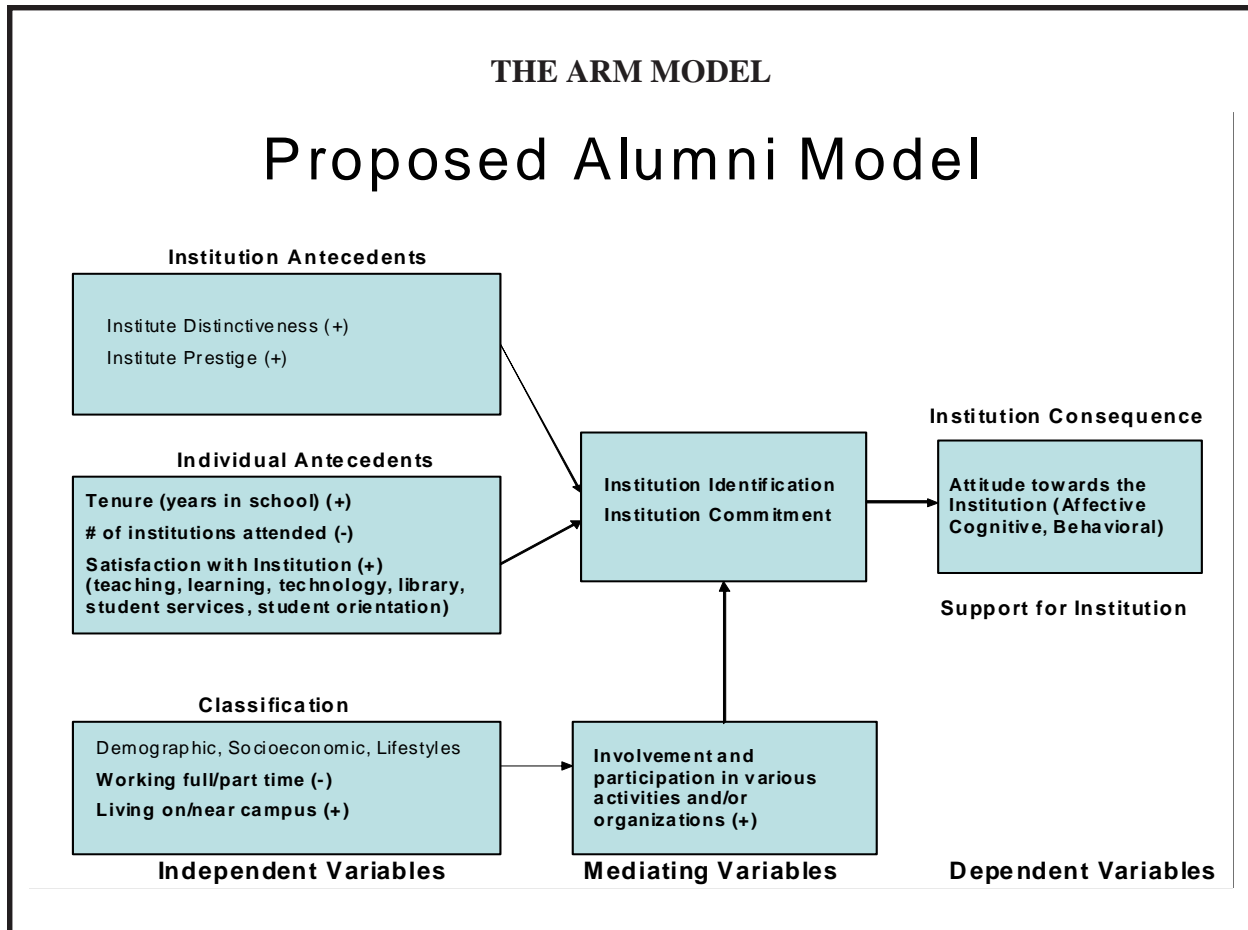 THE ARM MODEL
Proposed Alumni Model
Institution Antecedents
Institute Distinctiveness (+)
Institute Prestige (+)
Individual Antecedents
Tenure (years in school) (+)
# of institutions attended (-)
Satisfaction with Institution (+)
(teaching, learning, technology, library,
student services, student orientation)
Classification
Demographic, Socioeconomic, Lifestyles
Working full/part time (-)
Living on/near campus (+)
Independent Variables
Institution Identification
Institution Commitment
Involvement and
participation in various
activities and/or
organizations (+)
Mediating Variables
Institution Consequence
Attitude towards the
Institution (Affective
Cognitive, Behavioral)
Support for Institution
Dependent Variables